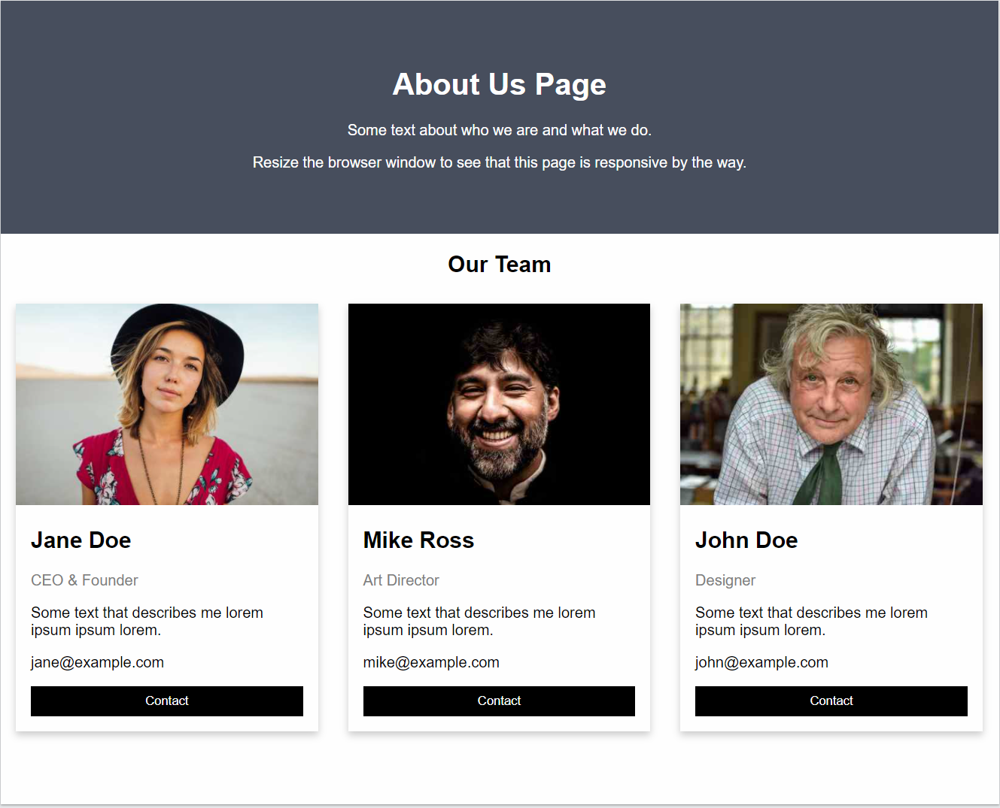 About Us Page
Some text about who we are and what we do.
Resize the browser window to see that this page is responsive by the way.
Our Team
Jane Doe
CEO & Founder
Some text that describes me lorem
ipsum ipsum lorem.
jane@example.com
Contact
Mike Ross
Art Director
Some text that describes me lorem
ipsum ipsum lorem.
mike@example.com
Contact
John Doe
Designer
Some text that describes me lorem
ipsum ipsum lorem.
john@example.com
Contact